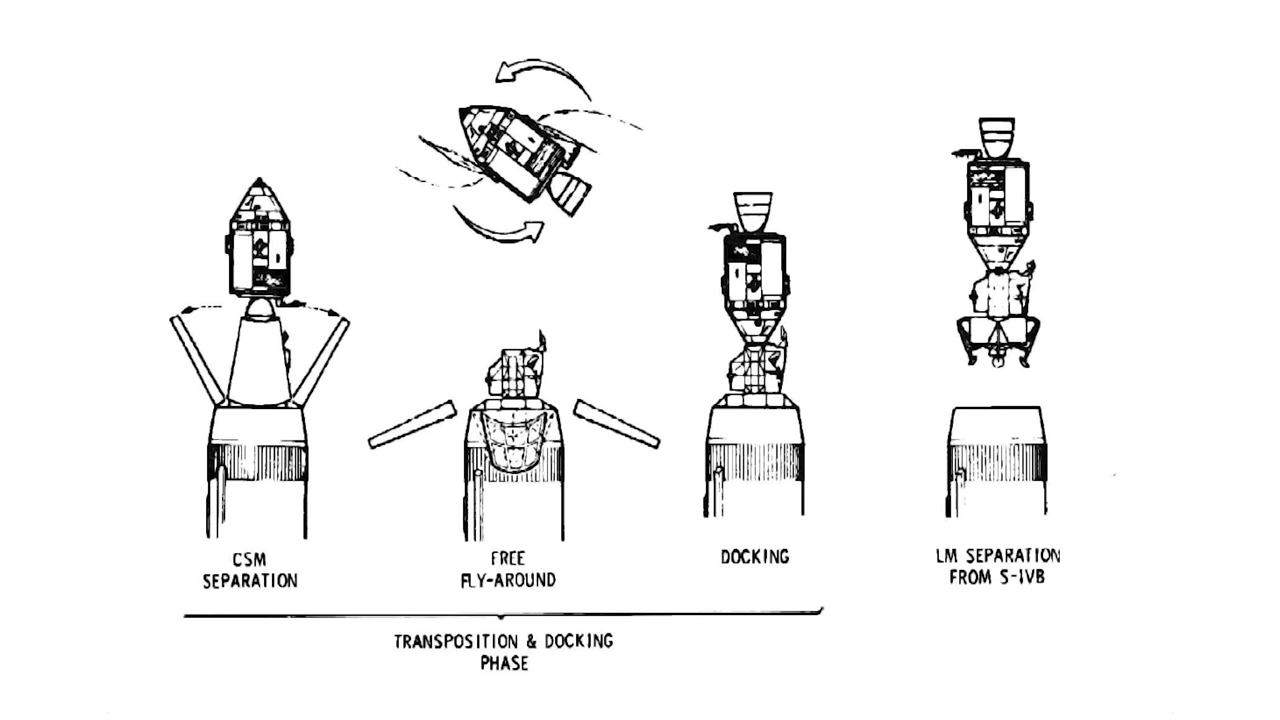 CSM
SEPARATION
FREE
FLY-AROUND
DOCKING
LM SEPARATION
FROM S-IVB
TRANSPOSITION & DOCKING
PHASE